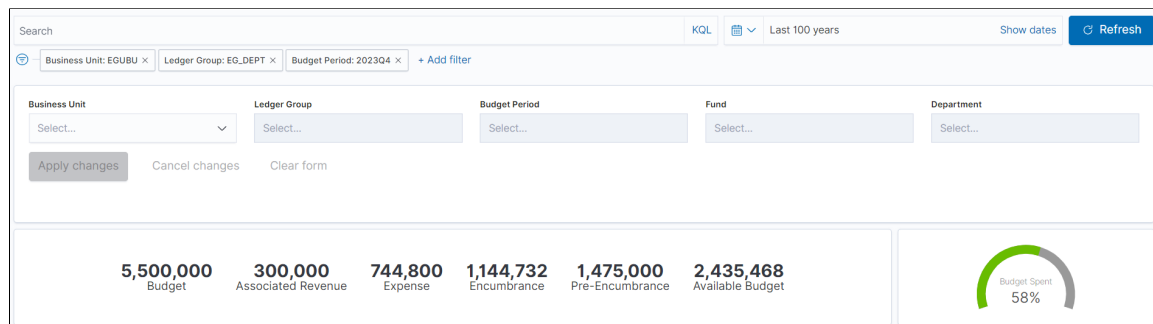 Search KQL Last 100 years Show dates Refresh
Business Unit: EGUBU × Ledger Group: EG_DEPT × Budget Period: 2023Q4 × + Add filter
Business Unit Ledger Group Budget Period Fund Department
Select... Select... Select... Select... Select...
Apply changes Cancel changes Clear form
5,500,000 300,000 744,800 1,144,732 1,475,000 2,435,468
Budget Associated Revenue Expense Encumbrance Pre-Encumbrance Available Budget
Budget Spent
58%